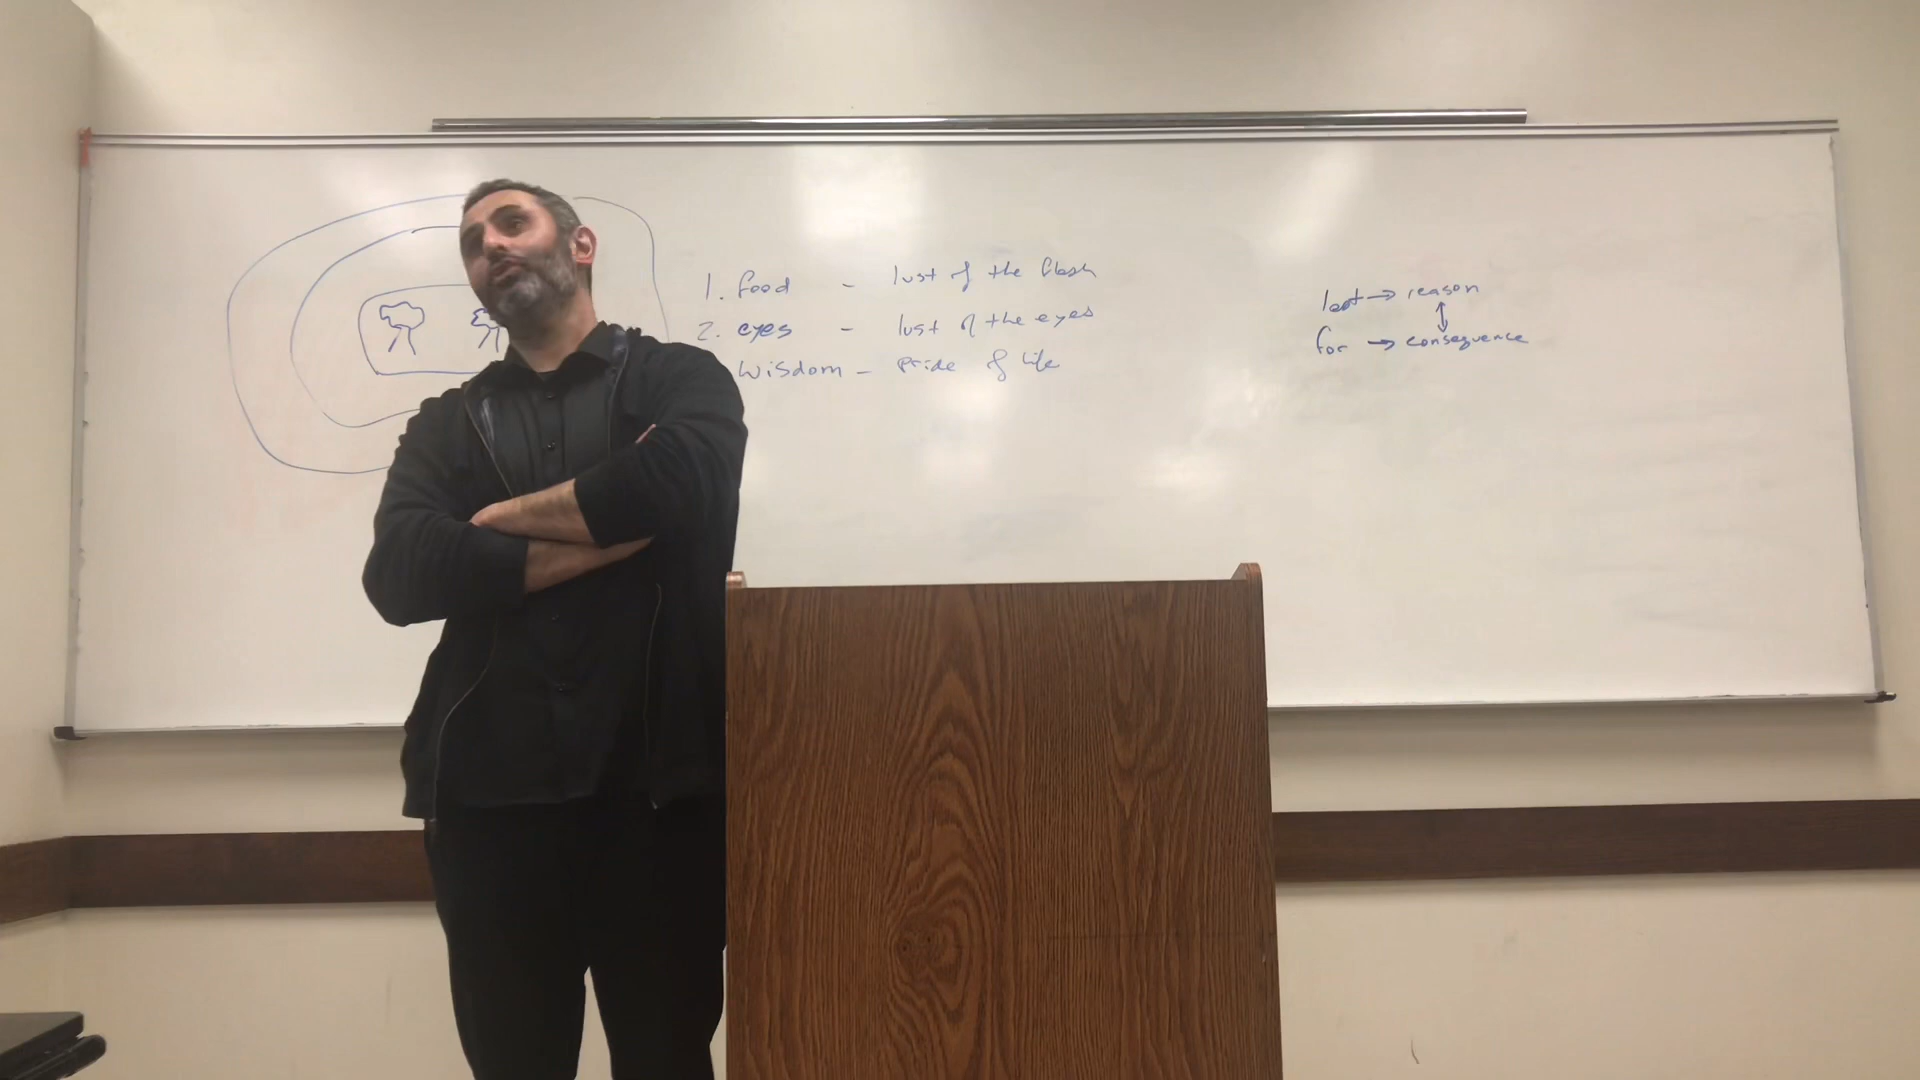 1. food - lust of the flesh
2. eyes - lust of the eyes
wisdom - Pride of life
lest → reason
↕
for → consequence